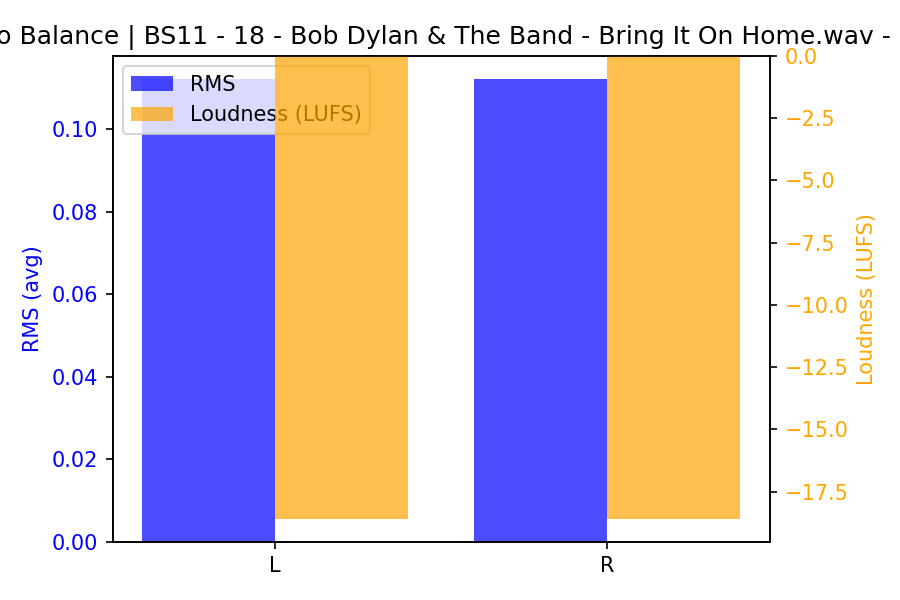 o Balance | BS11 - 18 - Bob Dylan & The Band - Bring It On Home.wav -
RMS
Loudness (LUFS)
RMS (avg)
0.10
0.08
0.06
0.04
0.02
0.00
0.0
−2.5
−5.0
−7.5
−10.0
−12.5
−15.0
−17.5
Loudness (LUFS)
L
R